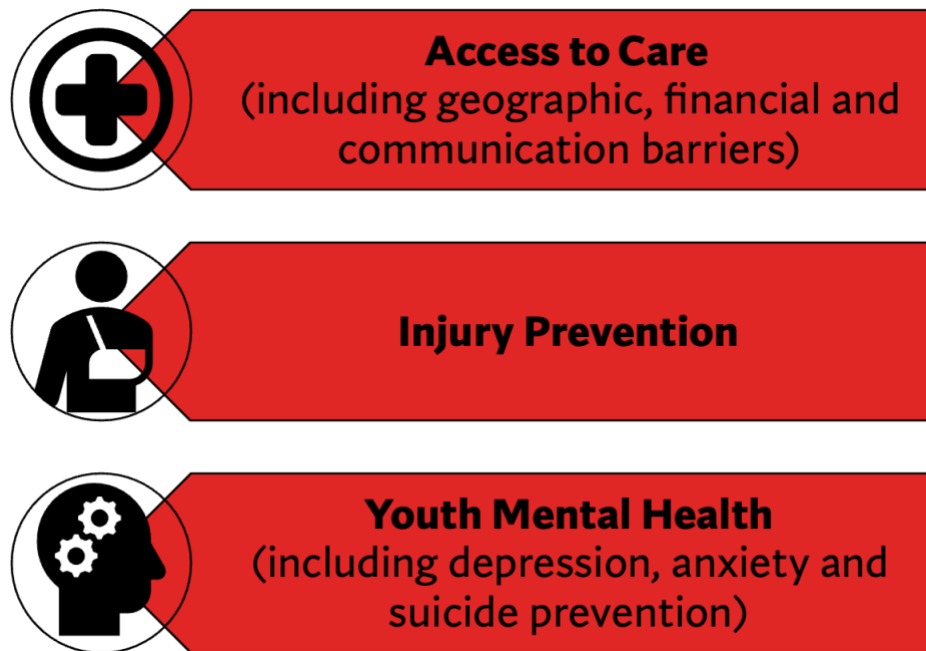 Access to Care
(including geographic, financial and
communication barriers)
Injury Prevention
Youth Mental Health
(including depression, anxiety and
suicide prevention)